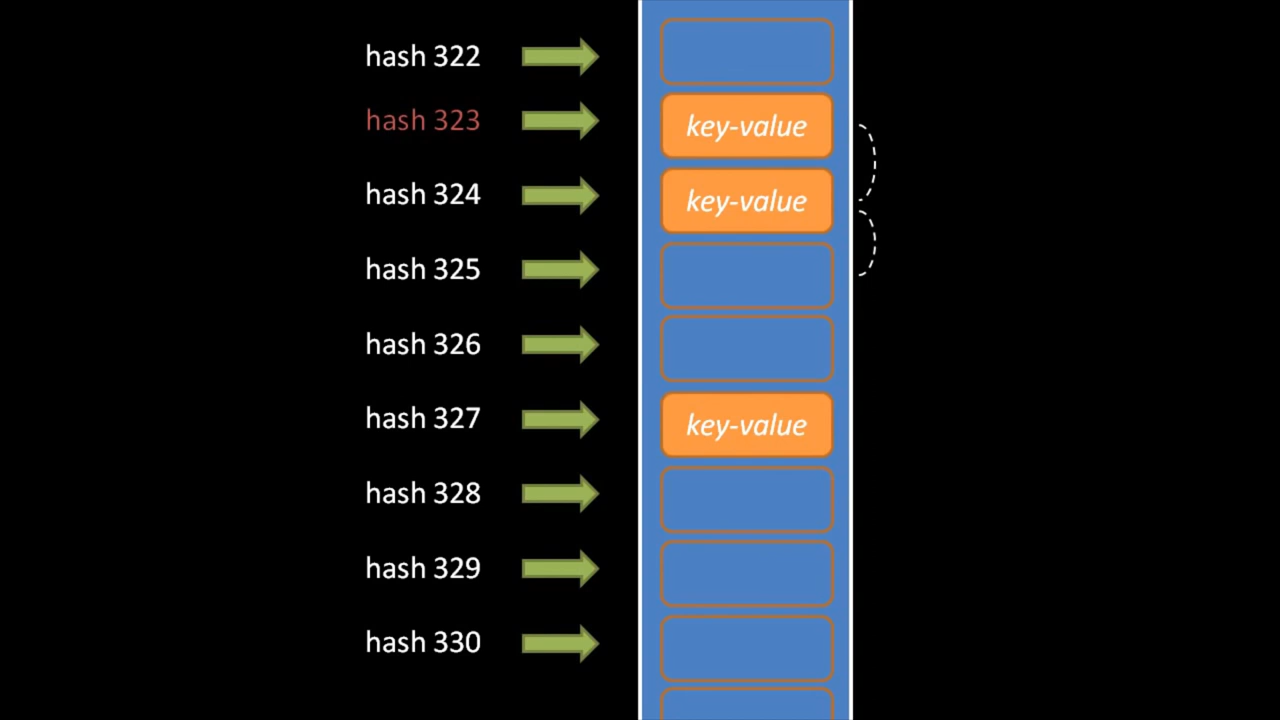 hash 322
hash 323
key-value
hash 324
key-value
hash 325
hash 326
hash 327
key-value
hash 328
hash 329
hash 330